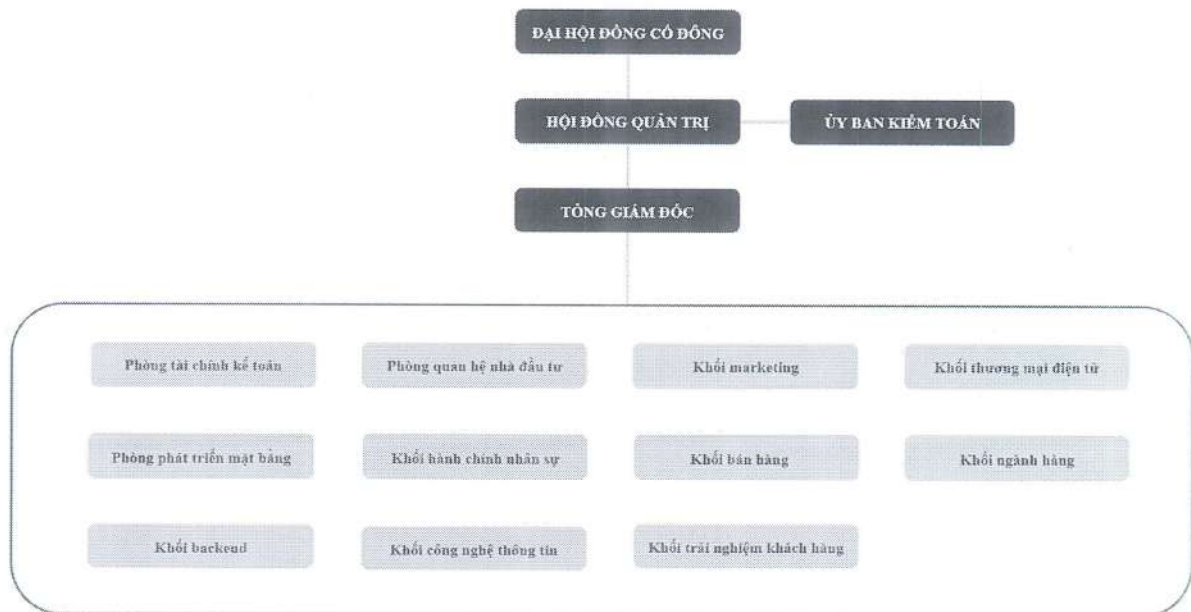 ĐẠI HỘI ĐỒNG CỔ ĐÔNG
HỘI ĐỒNG QUẢN TRỊ
ỦY BAN KIỂM TOÁN
TỔNG GIÁM ĐỐC
Phòng tài chính kế toán
Phòng quan hệ nhà đầu tư
Khối marketing
Khối thương mại điện tử
Phòng phát triển mặt bằng
Khối hành chính nhân sự
Khối bán hàng
Khối ngành hàng
Khối backend
Khối công nghệ thông tin
Khối trải nghiệm khách hàng